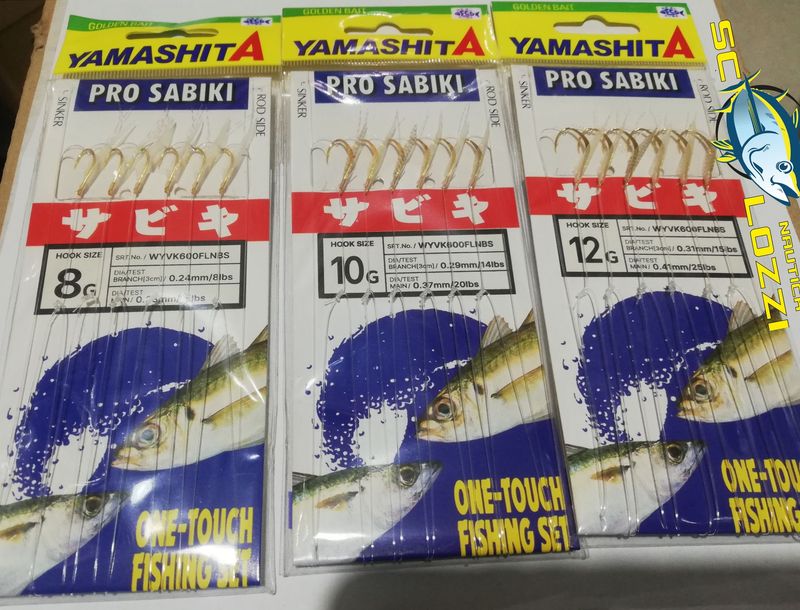 GOLDEN BAIT
YAMASHITA
PRO SABIKI
SINKER
ROD SIDE
サビキ
HOOK SIZE
8G
SRT.No./ WYVK600FLNBS
DIA/TEST
BRANCH(3cm) / 0.24mm/8lbs
DIA/TEST
MAIN /
ONE-TOUCH
FISHING SET
GOLDEN BAIT
YAMASHITA
PRO SABIKI
SINKER
ROD SIDE
サビキ
HOOK SIZE
10G
SRT.No./ WYVK600FLNBS
DIA/TEST
BRANCH(3cm) / 0.29mm/14lbs
DIA/TEST
MAIN / 0.37mm/20lbs
ONE-TOUCH
FISHING SET
GOLDEN BAIT
YAMASHITA
PRO SABIKI
SINKER
サビキ
HOOK SIZE
12G
SRT.No./ WYVK600FLNBS
DIA/TEST
BRANCH(3cm) / 0.31mm/15lbs
DIA/TEST
MAIN / 0.41mm/25lbs
ONE-TOU
FISHING S
SC
LOZZI
NAUTICA